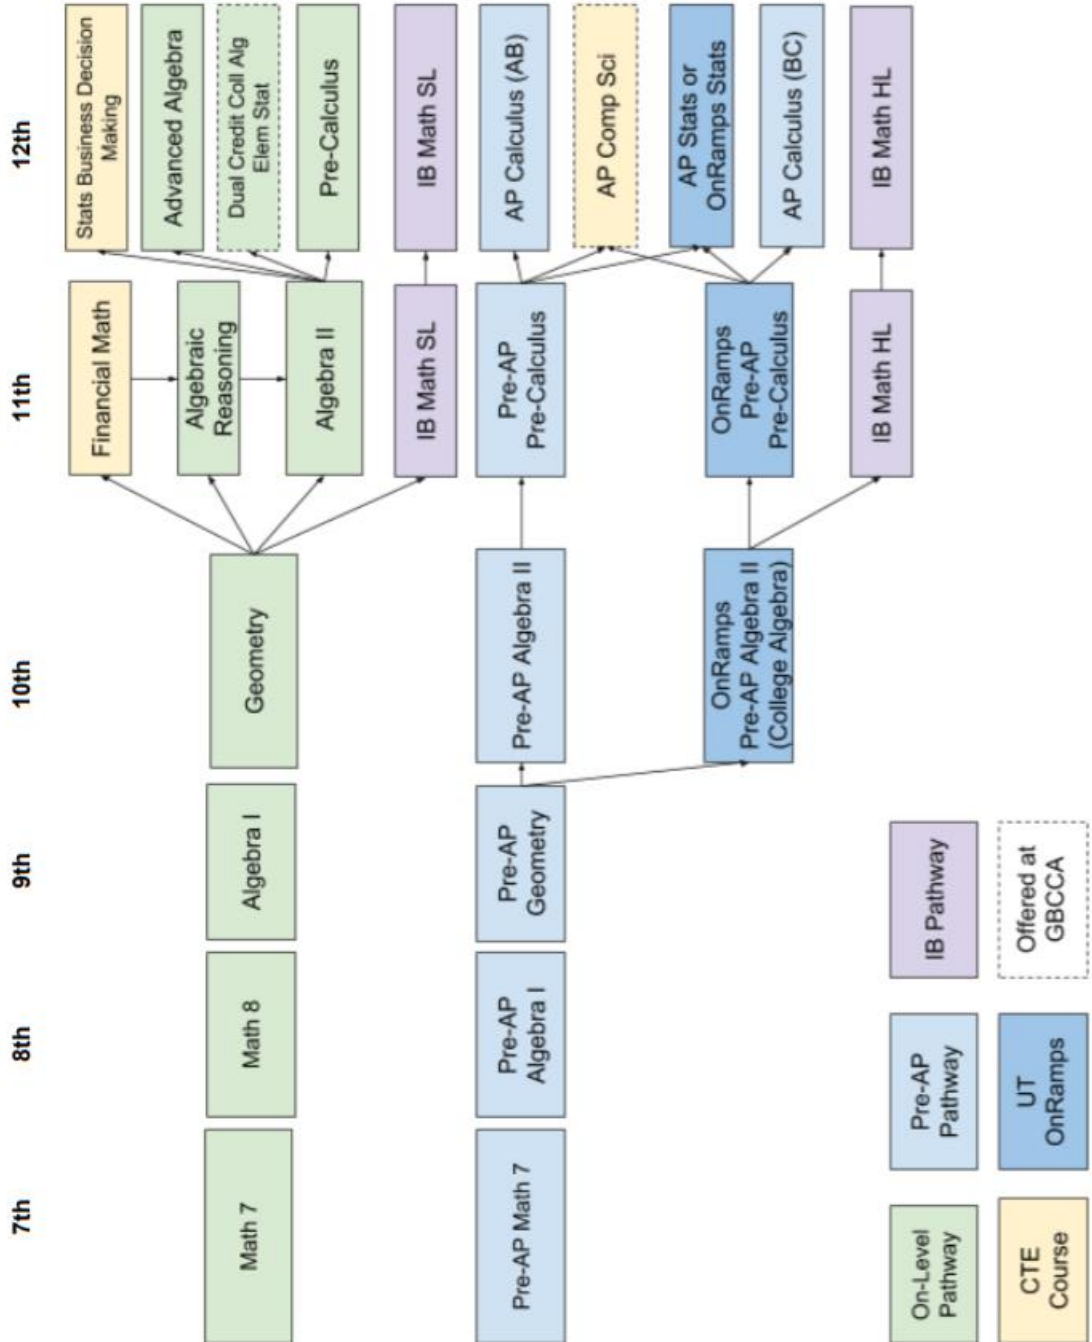 7th
8th
9th
10th
11th
12th
Math 7
Math 8
Algebra I
Geometry
Financial Math
Algebraic
Reasoning
Algebra II
IB Math SL
Stats Business Decision
Making
Advanced Algebra
Dual Credit Coll Alg
Elem Stat
Pre-Calculus
IB Math SL
Pre-AP Math 7
Pre-AP
Algebra I
Pre-AP
Geometry
Pre-AP Algebra II
Pre-AP
Pre-Calculus
AP Calculus (AB)
AP Comp Sci
OnRamps
Pre-AP Algebra II
(College Algebra)
OnRamps
Pre-AP
Pre-Calculus
AP Stats or
OnRamps Stats
AP Calculus (BC)
IB Math HL
IB Math HL
On-Level
Pathway
Pre-AP
Pathway
IB Pathway
CTE
Course
UT
OnRamps
Offered at
GBCCA